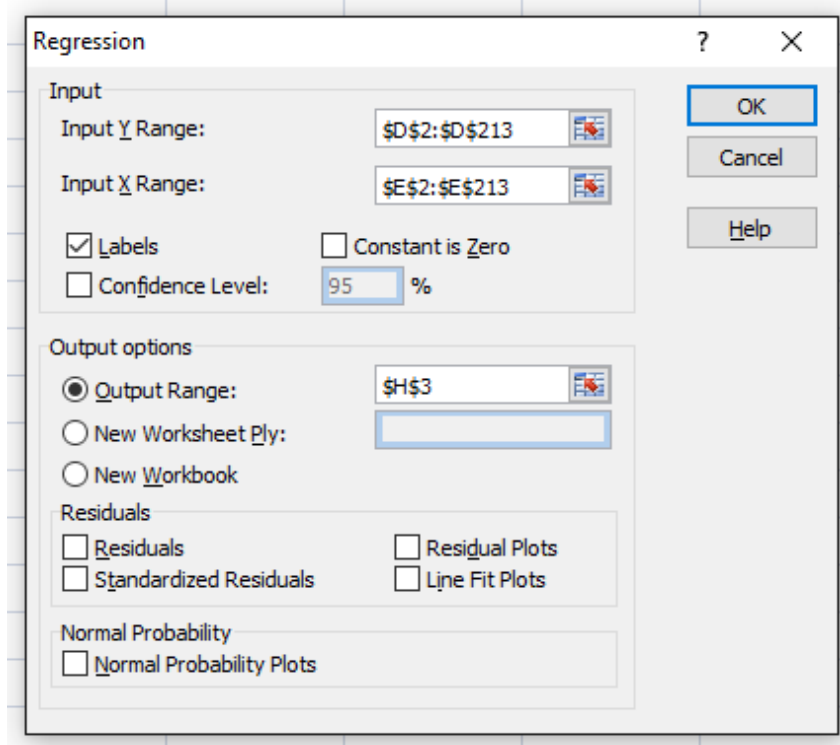 Regression ? ×
Input
Input Y Range: $D$2:$D$213
Input X Range: $E$2:$E$213
Labels Constant is Zero
Confidence Level: 95 %
OK
Cancel
Help
Output options
Output Range: $H$3
New Worksheet Ply:
New Workbook
Residuals
Residuals Residual Plots
Standardized Residuals Line Fit Plots
Normal Probability
Normal Probability Plots